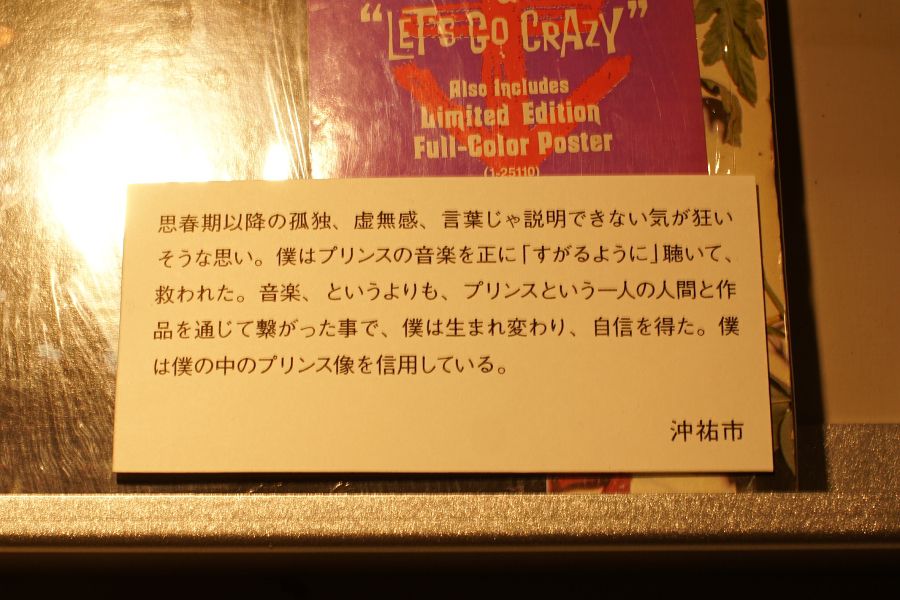 "LET'S GO CRAZY"
Also Includes
Limited Edition
Full-Color Poster
(1-25110)
思春期以降の孤独、虚無感、言葉じゃ説明できない気が狂い
そうな思い。僕はプリンスの音楽を正に「すがるように」聴いて、
救われた。音楽、というよりも、プリンスという一人の人間と作
品を通じて繋がった事で、僕は生まれ変わり、自信を得た。僕
は僕の中のプリンス像を信用している。
沖祐市